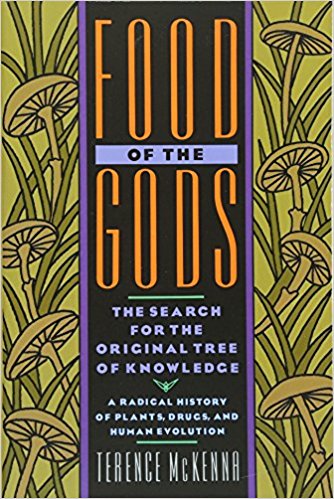 FOOD
OF THE
GODS
THE SEARCH
FOR THE
ORIGINAL TREE
OF KNOWLEDGE
A RADICAL HISTORY
OF PLANTS, DRUGS, AND
HUMAN EVOLUTION
TERENCE McKENNA